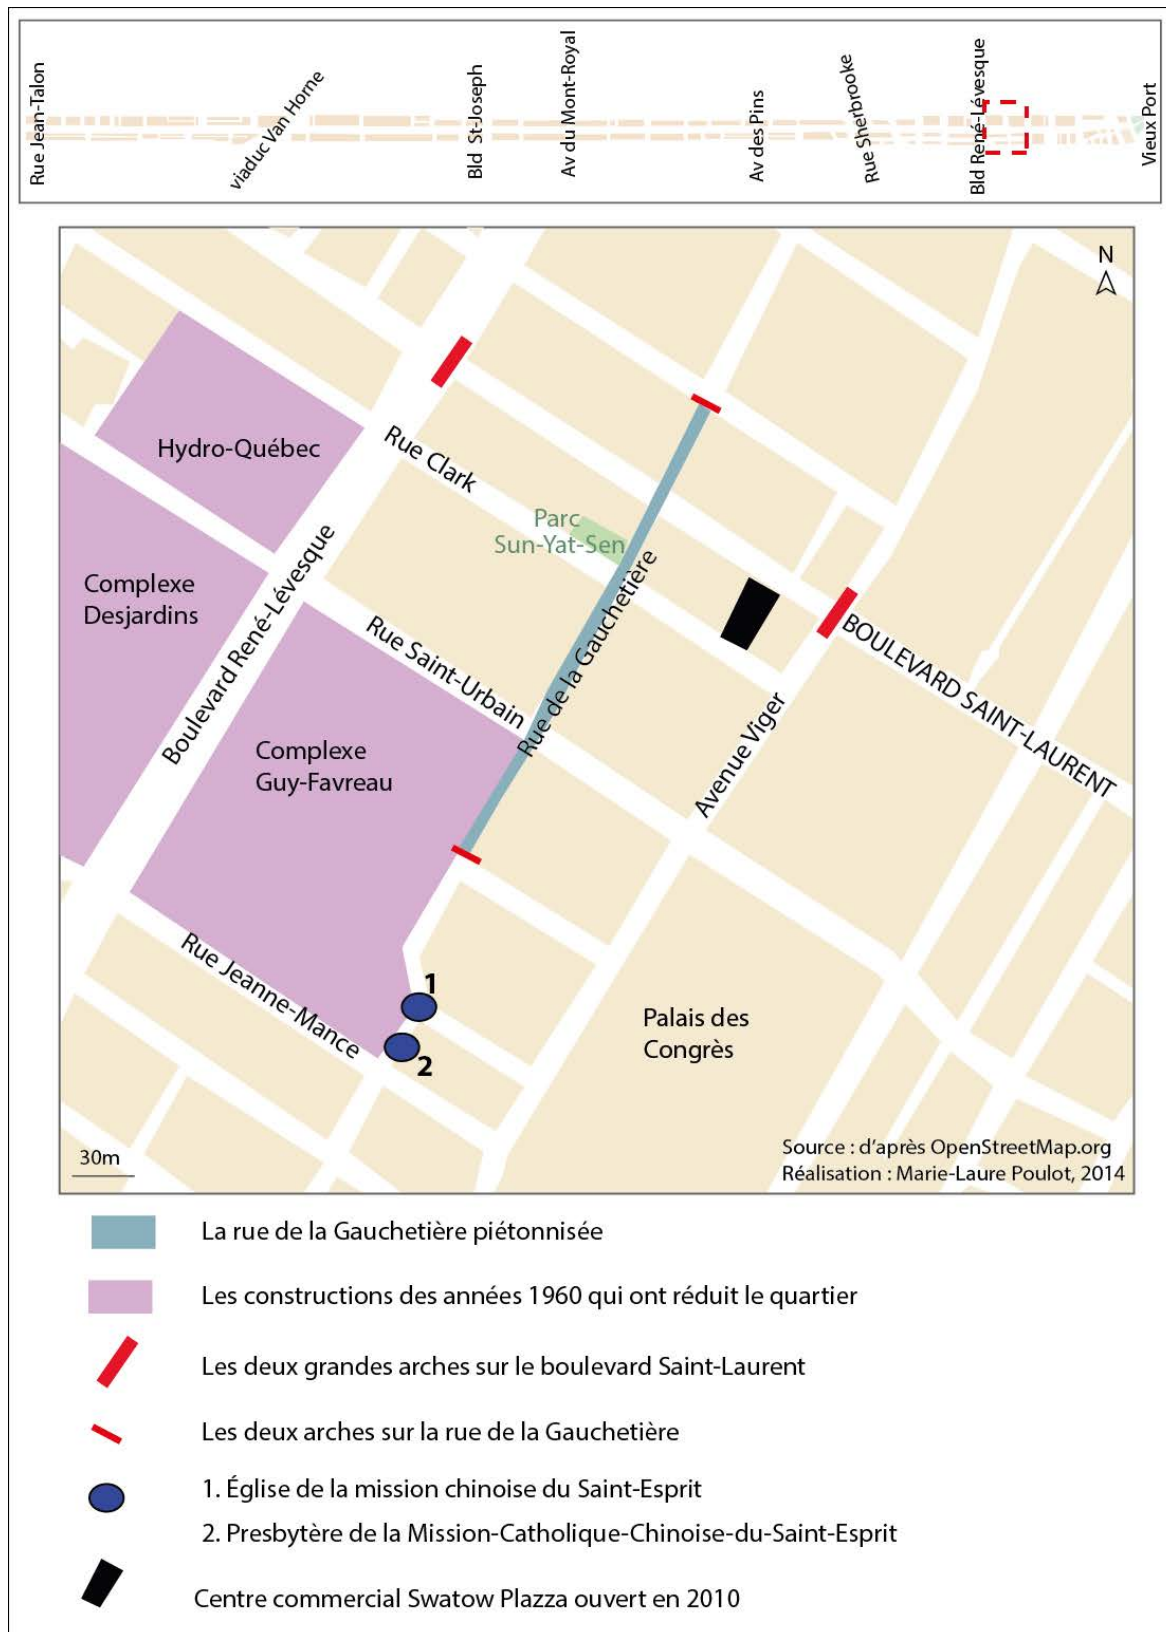 Rue Jean-Talon
viaduc Van Horne
Bld St-Joseph
Av du Mont-Royal
Av des Pins
Rue Sherbrooke
Bld René-Lévesque
Vieux Port
N
Hydro-Québec
Rue Clark
Parc
Sun-Yat-Sen
Complexe
Desjardins
Boulevard René-Lévesque
Rue Saint-Urbain
Rue de la Gauchetière
BOULEVARD SAINT-LAURENT
Avenue Viger
Complexe
Guy-Favreau
Rue Jeanne-Mance
1
2
Palais des
Congrès
30m
Source : d'après OpenStreetMap.org
Réalisation : Marie-Laure Poulot, 2014
La rue de la Gauchetière piétonnisée
Les constructions des années 1960 qui ont réduit le quartier
Les deux grandes arches sur le boulevard Saint-Laurent
Les deux arches sur la rue de la Gauchetière
1. Église de la mission chinoise du Saint-Esprit
2. Presbytère de la Mission-Catholique-Chinoise-du-Saint-Esprit
Centre commercial Swatow Plazza ouvert en 2010